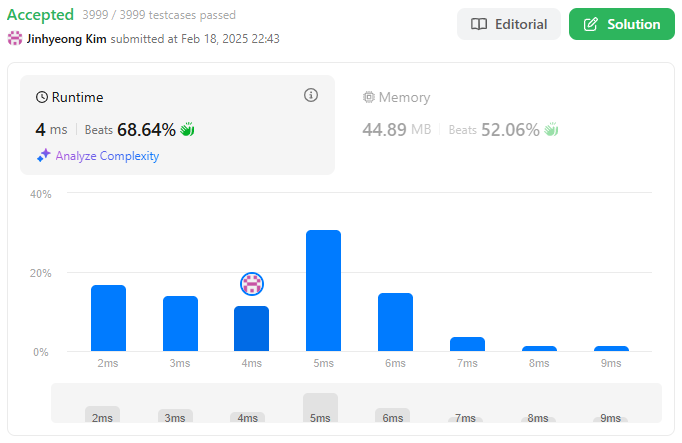 Accepted 3999 / 3999 testcases passed
Editorial
Solution
Jinhyeong Kim submitted at Feb 18, 2025 22:43
Runtime
4 ms Beats 68.64%
Analyze Complexity
Memory
44.89 MB Beats 52.06%
40%
20%
0%
2ms 3ms 4ms 5ms 6ms 7ms 8ms 9ms
2ms 3ms 4ms 5ms 6ms 7ms 8ms 9ms